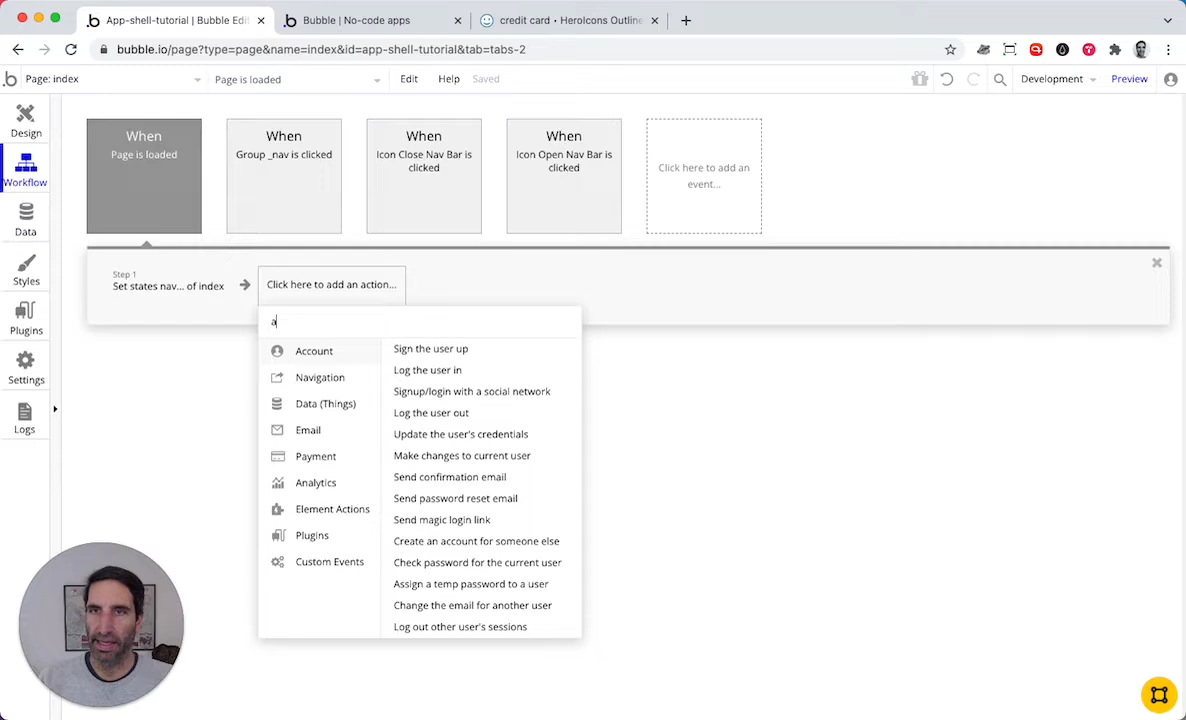 App-shell-tutorial | Bubble Edi
Bubble | No-code apps
credit card • HeroIcons Outline
bubble.io/page?type=page&name=index&id=app-shell-tutorial&tab=tabs-2
Page: index
Page is loaded
Edit
Help
Saved
Development
Preview
Design
Workflow
Data
Styles
Plugins
Settings
Logs
When
Page is loaded
When
Group _nav is clicked
When
Icon Close Nav Bar is
clicked
When
Icon Open Nav Bar is
clicked
Click here to add an
event...
Step 1
Set states nav... of index
Click here to add an action...
a
Account
Navigation
Data (Things)
Email
Payment
Analytics
Element Actions
Plugins
Custom Events
Sign the user up
Log the user in
Signup/login with a social network
Log the user out
Update the user's credentials
Make changes to current user
Send confirmation email
Send password reset email
Send magic login link
Create an account for someone else
Check password for the current user
Assign a temp password to a user
Change the email for another user
Log out other user's sessions